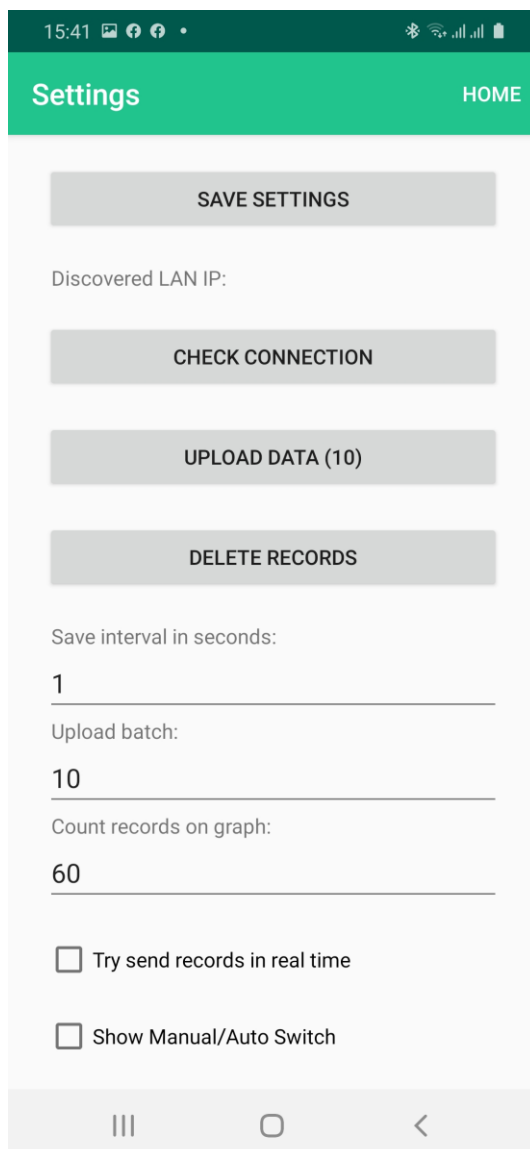 15:41
Settings
HOME
SAVE SETTINGS
Discovered LAN IP:
CHECK CONNECTION
UPLOAD DATA (10)
DELETE RECORDS
Save interval in seconds:
1
Upload batch:
10
Count records on graph:
60
Try send records in real time
Show Manual/Auto Switch